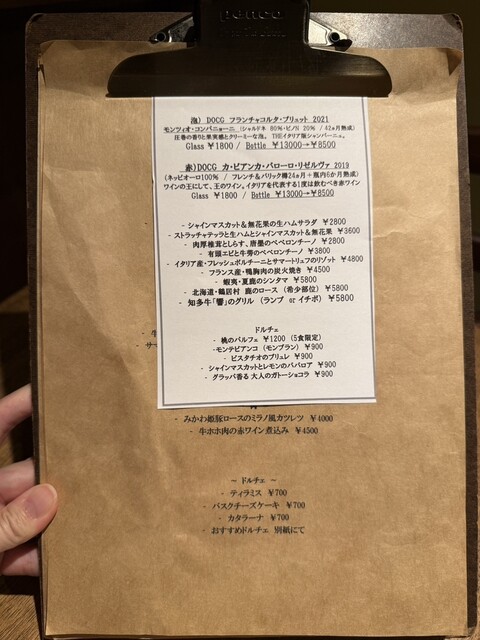 penco
泡) DOCG フランチャコルタ・ブリュット 2021
モンツィオ・コンパニョーニ (シャルドネ 80%・ピノN 20% / 42ヵ月熟成)
圧巻の香りと果実感とクリーミーな泡。THEイタリア版シャンパーニュ。
Glass ￥1800 / Bottle ￥13000→￥8500
赤)DOCG カ・ビアンカ・バローロ・リゼルヴァ 2019
(ネッビオーロ100% / フレンチ＆バリック樽24ヵ月＋瓶内6か月熟成)
ワインの王にして、王のワイン。イタリアを代表する1度は飲むべき赤ワイン
Glass ￥1800 / Bottle ￥13000→￥8500
- シャインマスカット＆無花果の生ハムサラダ ￥2800
- ストラッチャテッラと生ハムとシャインマスカット＆無花果 ￥3600
- 肉厚椎茸としらす、唐墨のペペロンチーノ ￥2800
- 有頭エビと牛蒡のペペロンチーノ ￥3800
- イタリア産・フレッシュポルチーニとサマートリュフのリゾット ￥4800
- フランス産・鴨胸肉の炭火焼き ￥4500
- 蝦夷・夏鹿のシンタマ ￥5800
- 北海道・鶴居村 鹿のロース (希少部位) ￥5800
- 知多牛「響」のグリル (ランプ or イチボ) ￥5800
ドルチェ
- 桃のパルフェ ￥1200 (5食限定)
- モンテビアンコ (モンブラン) ￥900
- ピスタチオのブリュレ ￥900
- シャインマスカットとレモンのババロア ￥900
- グラッパ香る 大人のガトーショコラ ￥900
- 牛
- サー
- みかわ姫豚ロースのミラノ風カツレツ ￥4000
- 牛ホホ肉の赤ワイン煮込み ￥4500
～ ドルチェ ～
- ティラミス ￥700
- バスクチーズケーキ ￥700
- カタラーナ ￥700
- おすすめドルチェ 別紙にて